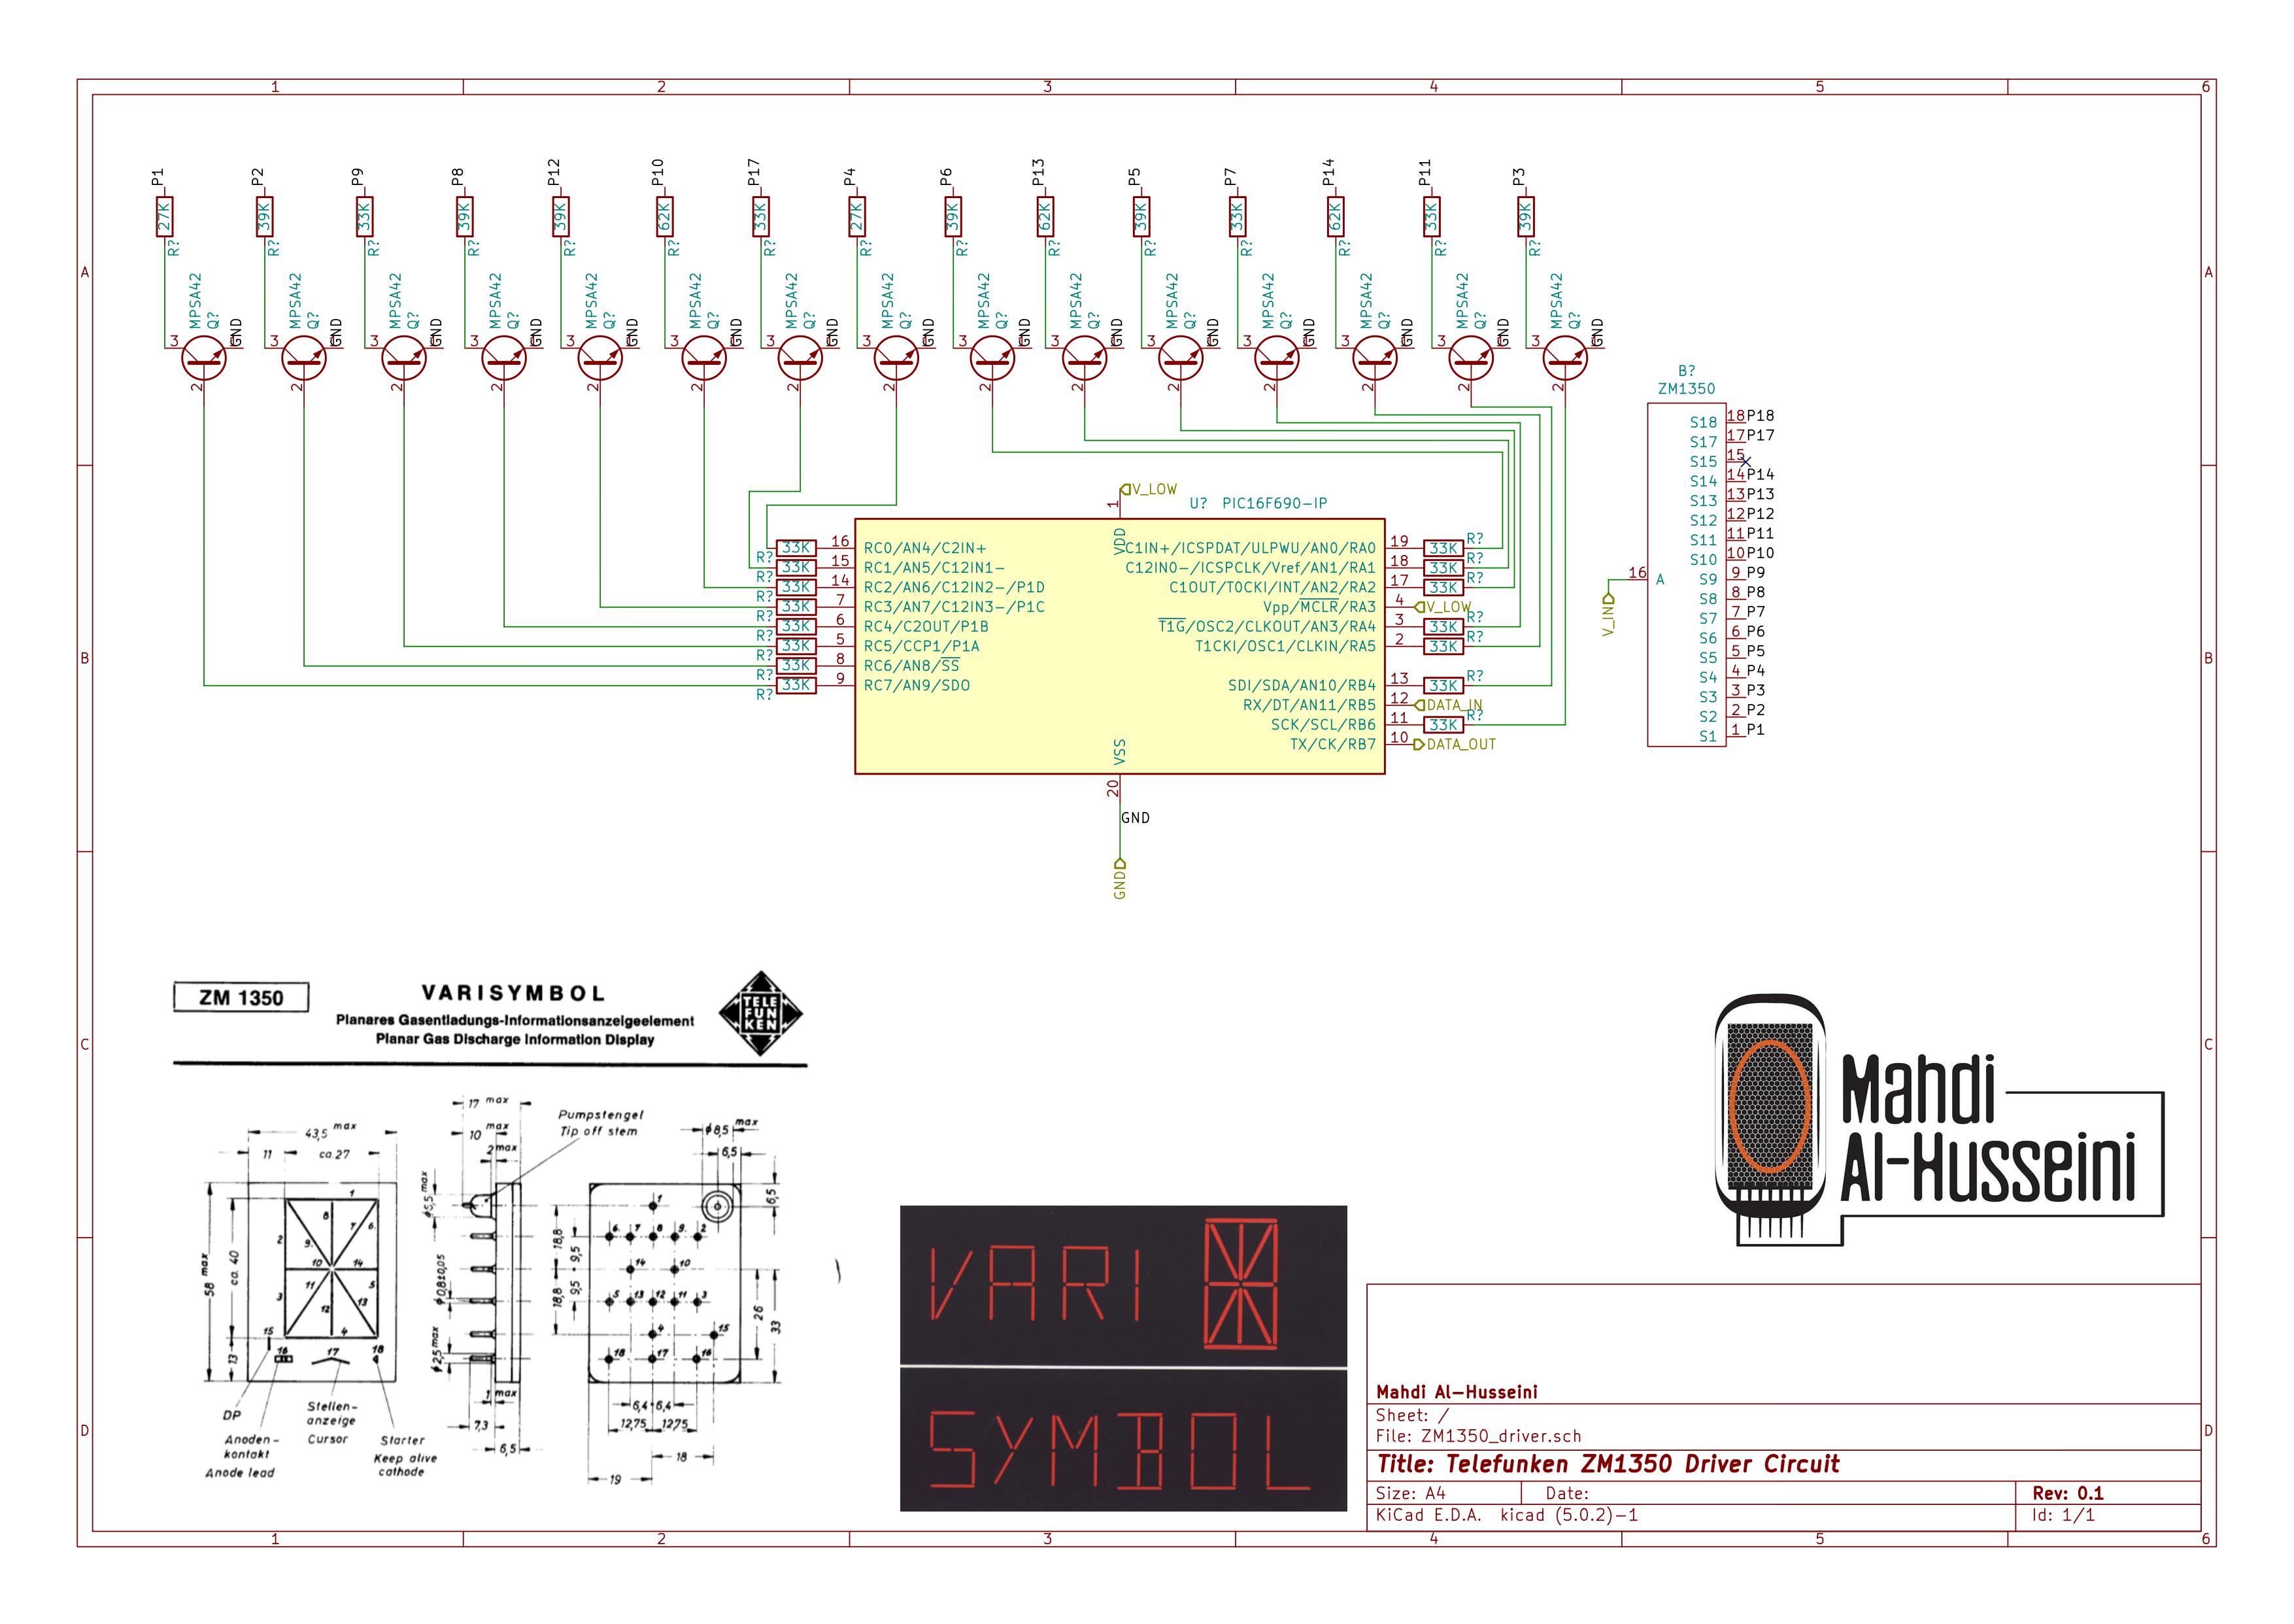 1 2 3 4 5 6
P1 P2 P9 P8 P12 P10 P17 P4 P6 P13 P5 P7 P14 P11 P3
27K 39K 33K 39K 39K 62K 33K 27K 39K 62K 39K 33K 62K 33K 39K
R? R? R? R? R? R? R? R? R? R? R? R? R? R? R?
A A
MPSA42 MPSA42 MPSA42 MPSA42 MPSA42 MPSA42 MPSA42 MPSA42 MPSA42 MPSA42 MPSA42 MPSA42 MPSA42 MPSA42 MPSA42
Q? Q? Q? Q? Q? Q? Q? Q? Q? Q? Q? Q? Q? Q? Q?
GND GND GND GND GND GND GND GND GND GND GND GND GND GND GND
3 3 3 3 3 3 3 3 3 3 3 3 3 3 3
2 2 2 2 2 2 2 2 2 2 2 2 2 2 2
B?
ZM1350
S18 18 P18
S17 17 P17
S15 15
S14 14 P14
S13 13 P13
S12 12 P12
S11 11 P11
S10 10 P10
V_IN 16 A S9 9 P9
S8 8 P8
S7 7 P7
S6 6 P6
S5 5 P5
S4 4 P4
S3 3 P3
S2 2 P2
S1 1 P1
V_LOW
1
VDD
U? PIC16F690-IP
33K 16 RC0/AN4/C2IN+
R? 33K 15 RC1/AN5/C12IN1-
R? 33K 14 RC2/AN6/C12IN2-/P1D
R? 33K 7 RC3/AN7/C12IN3-/P1C
R? 33K 6 RC4/C2OUT/P1B
R? 33K 5 RC5/CCP1/P1A
R? 33K 8 RC6/AN8/SS
R? 33K 9 RC7/AN9/SDO
R?
C1IN+/ICSPDAT/ULPWU/AN0/RA0 19 33K R?
C12IN0-/ICSPCLK/Vref/AN1/RA1 18 33K R?
C1OUT/T0CKI/INT/AN2/RA2 17 33K R?
Vpp/MCLR/RA3 4 V_LOW
T1G/OSC2/CLKOUT/AN3/RA4 3 33K R?
T1CKI/OSC1/CLKIN/RA5 2 33K R?
SDI/SDA/AN10/RB4 13 33K R?
RX/DT/AN11/RB5 12 DATA_IN
SCK/SCL/RB6 11 33K R?
TX/CK/RB7 10 DATA_OUT
VSS
20
GND
GND
B B
ZM 1350
VARISYMBOL
Planares Gasentladungs-Informationsanzeigeelement
Planar Gas Discharge Information Display
TELE
FUN
KEN
C C
43,5 max
11 ca.27
58 max
ca. 40
13
1
8 7 6
2 9
10 14
3 11 5
12 13
4
15 16 17 18
DP
Anoden-
kontakt
Anode lead
Stellen-
anzeige
Cursor
Starter
Keep alive
cathode
17 max
10 max
2 max
Pumpstengel
Tip off stem
φ5,5 max
φ0,8±0,05
φ2,5 max
1 max
7,3
6,5
φ8,5 max
6,5
6,5
1
6 7 8 9 2
14 10
5 13 12 11 3
4 15
18 17 16
18,8 9,5
18,8 9,5
26 33
6,4 6,4
12,75 12,75
18
19
VARI
SYMBOL
Mahdi
Al-Husseini
Mahdi Al-Husseini
Sheet: /
File: ZM1350_driver.sch
Title: Telefunken ZM1350 Driver Circuit
Size: A4 Date: Rev: 0.1
KiCad E.D.A. kicad (5.0.2)-1 Id: 1/1
D D
1 2 3 4 5 6